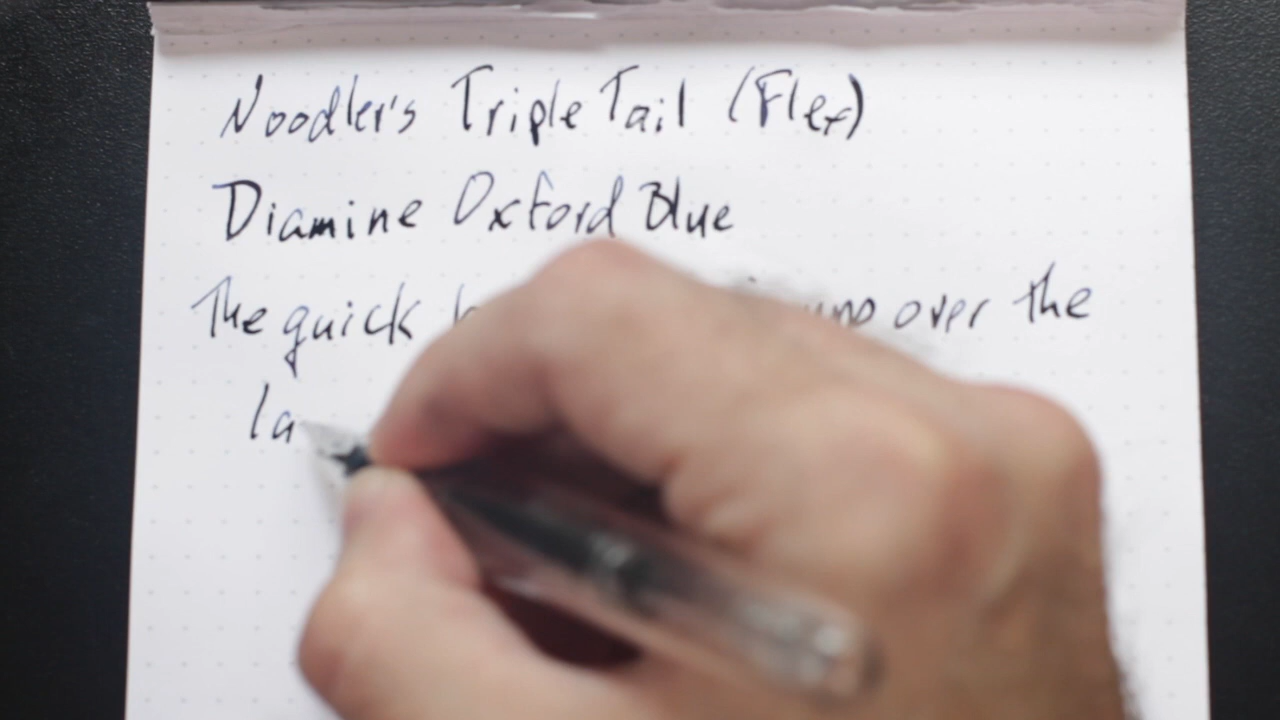 Noodler's Triple Tail (Flex)
Diamine Oxford Blue
The quick over the
la